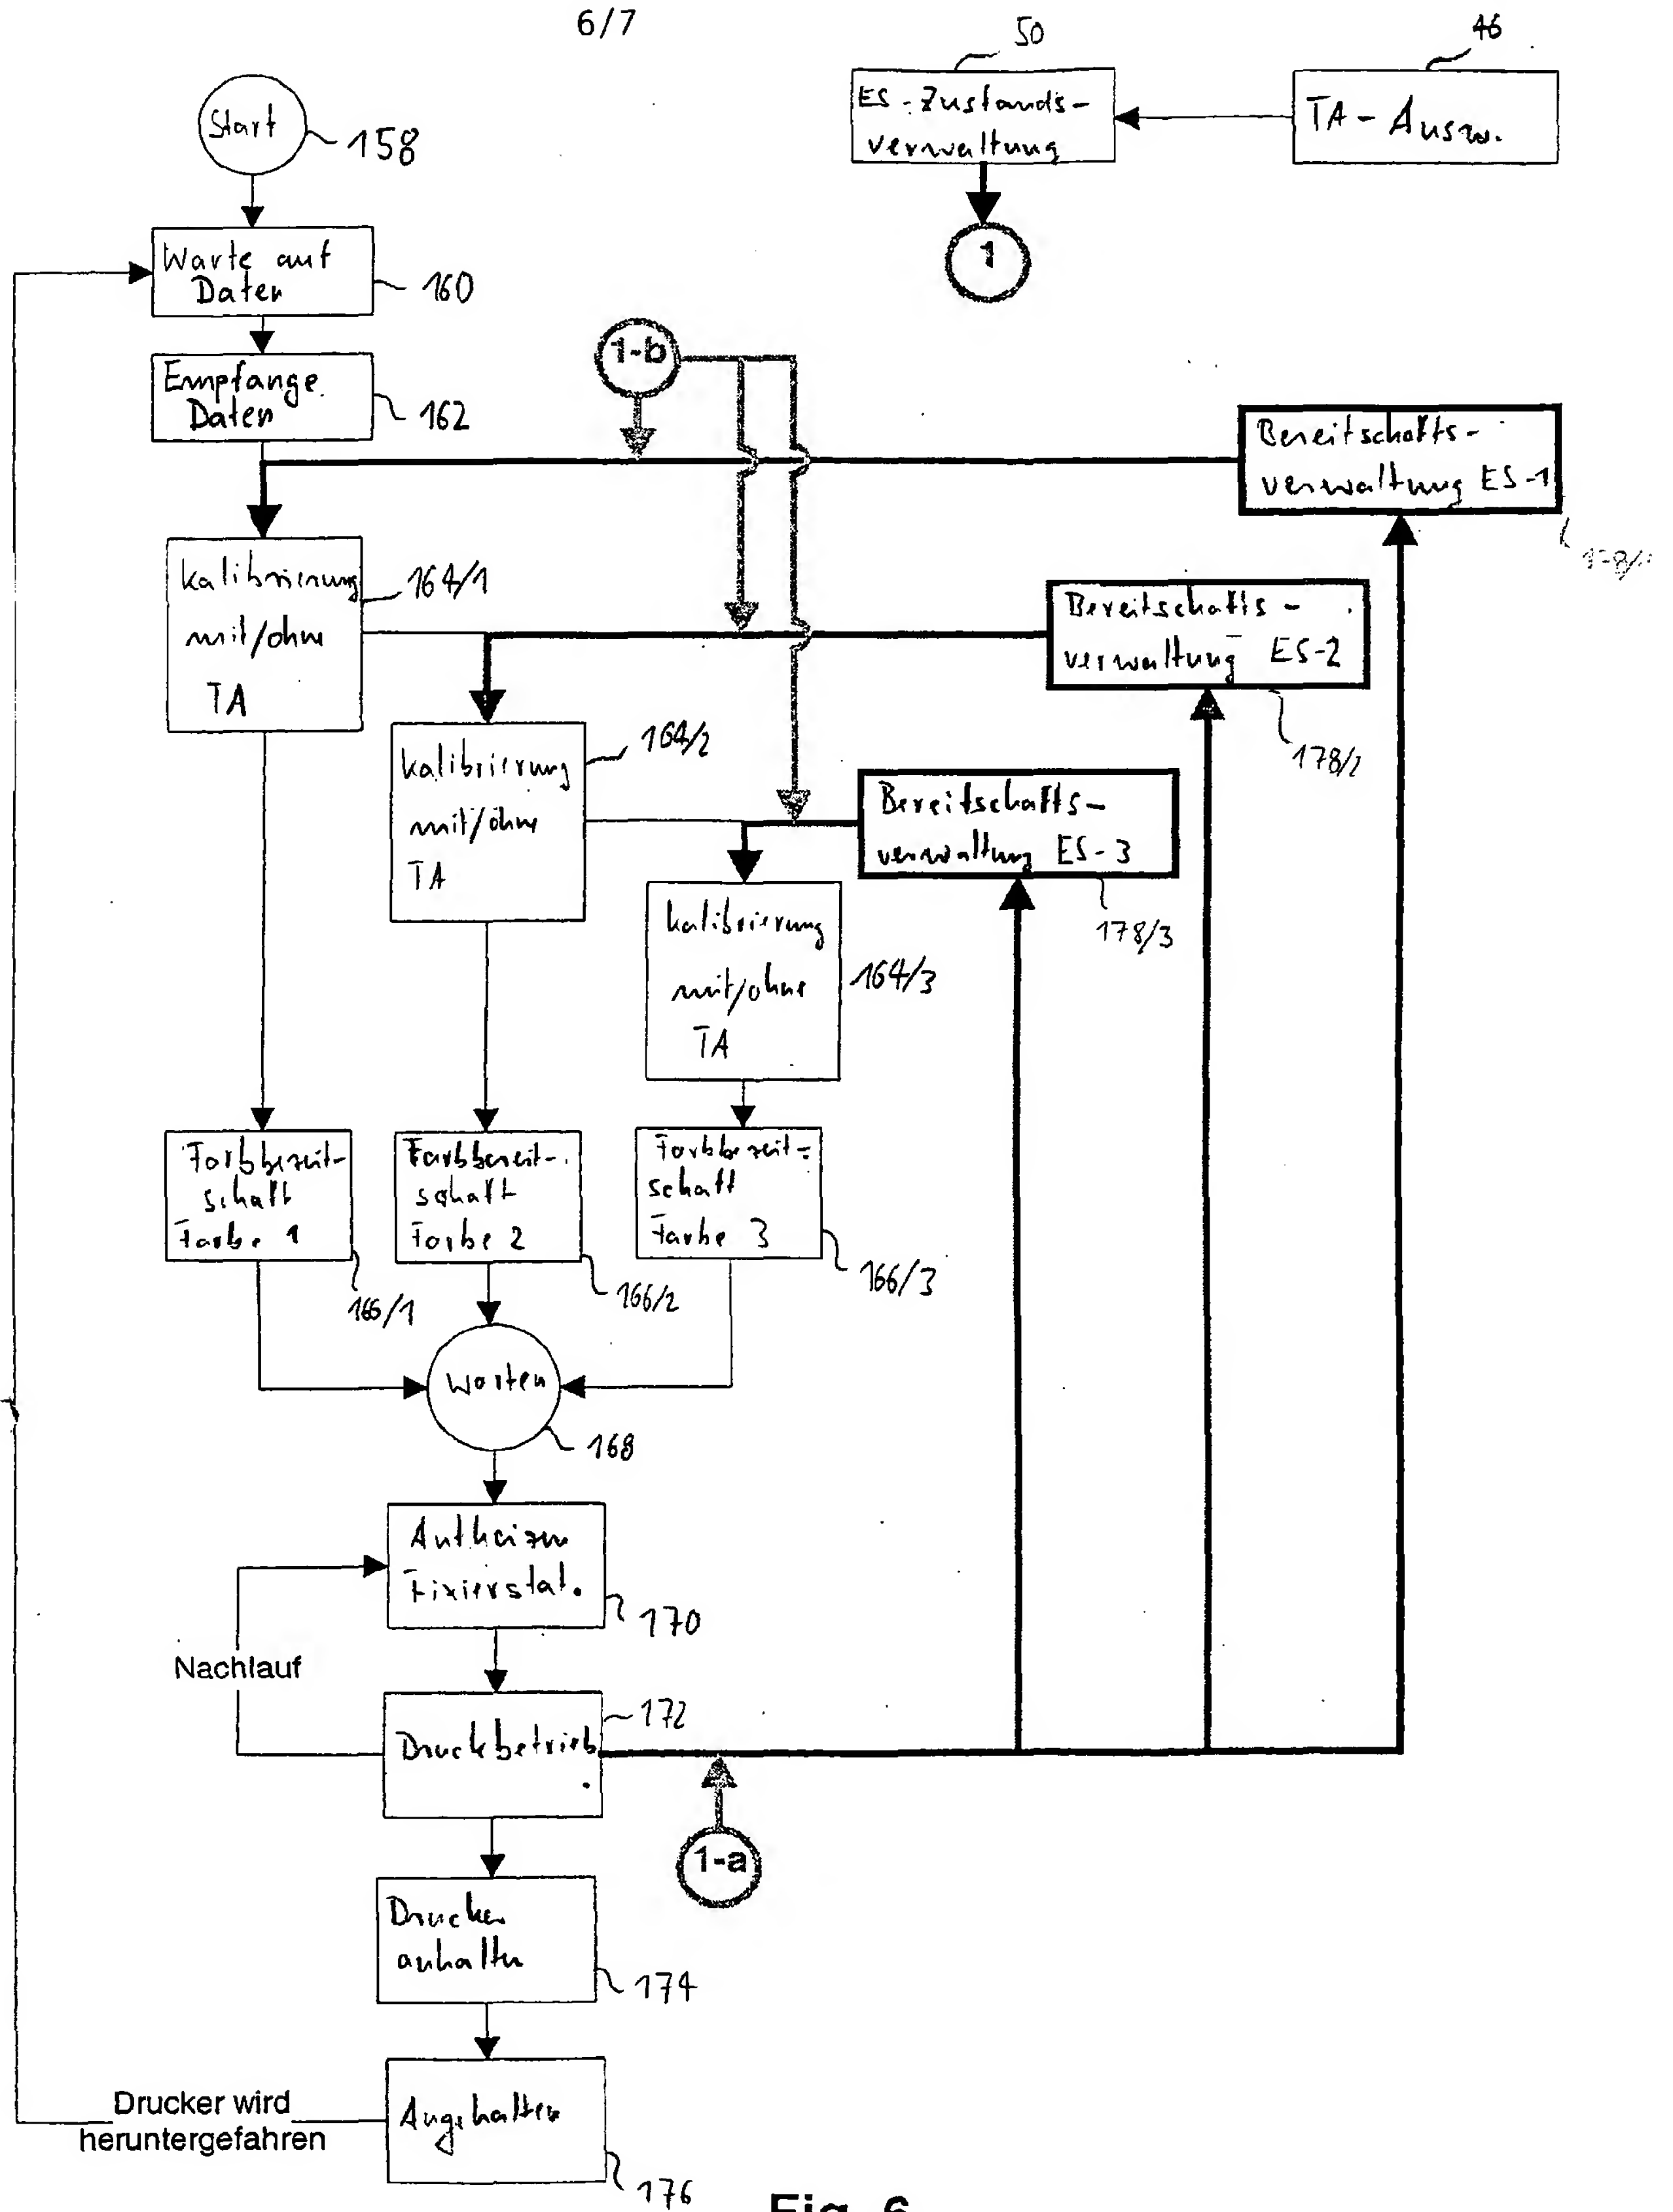 6/7
50
46
ES-Zustands-
verwaltung
TA-Ausw.
1
Start
158
Warte auf
Daten
160
Empfange
Daten
162
1-b
Bereitschafts-
verwaltung ES-1
Kalibrierung
mit/ohne
TA
164/1
Bereitschafts-
verwaltung ES-2
178/2
Kalibrierung
mit/ohne
TA
164/2
Bereitschafts-
verwaltung ES-3
178/3
Kalibrierung
mit/ohne
TA
164/3
Farbbereit-
schaft
Farbe 1
166/1
Farbbereit-
schaft
Farbe 2
166/2
Farbbereit-
schaft
Farbe 3
166/3
Warten
168
Aufheizen
Fixierstat.
170
Nachlauf
Druckbetrieb
172
1-a
Drucker
anhalten
174
Angehalten
176
Drucker wird
heruntergefahren
Fig. 6